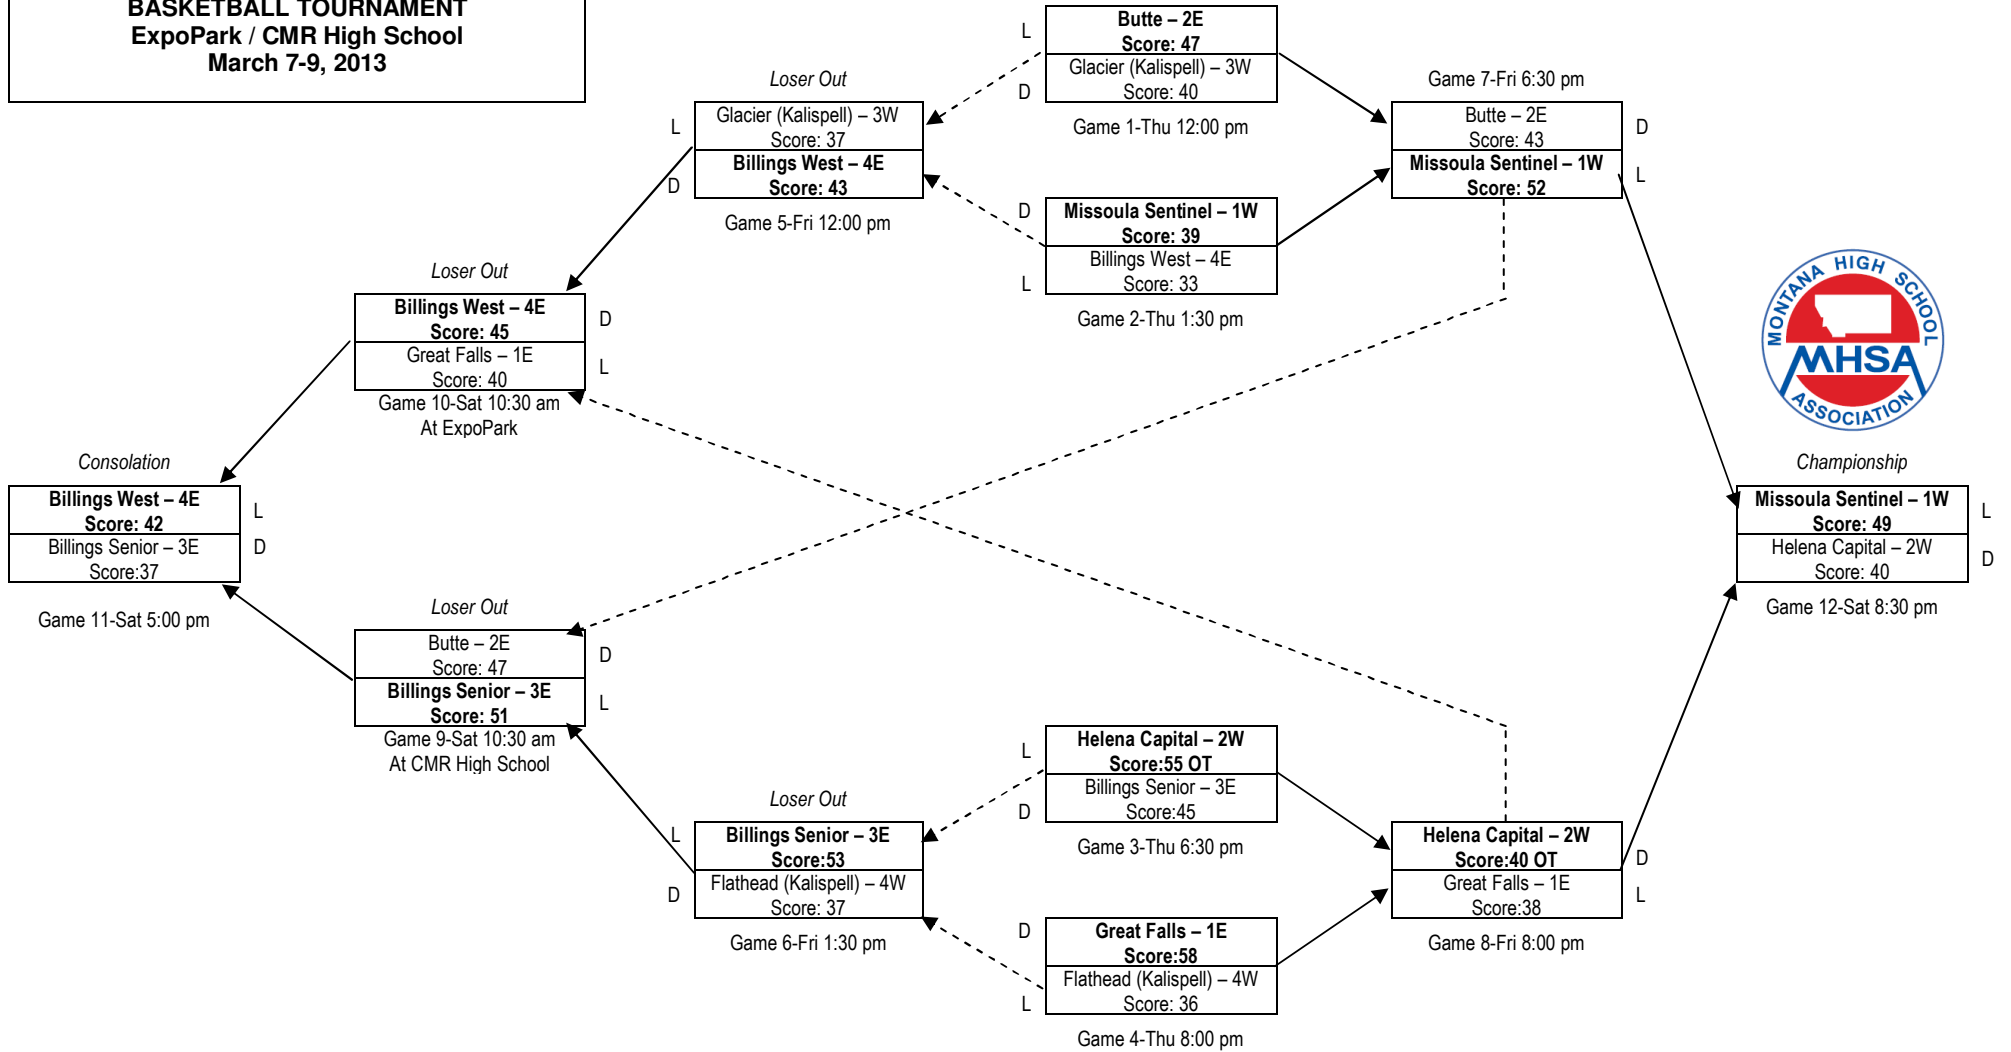 BASKETBALL TOURNAMENT
ExpoPark / CMR High School
March 7-9, 2013
L
Butte – 2E
Score: 47
Glacier (Kalispell) – 3W
Score: 40
D
Game 1-Thu 12:00 pm
D
Missoula Sentinel – 1W
Score: 39
Billings West – 4E
Score: 33
L
Game 2-Thu 1:30 pm
Loser Out
L
Glacier (Kalispell) – 3W
Score: 37
Billings West – 4E
Score: 43
D
Game 5-Fri 12:00 pm
Game 7-Fri 6:30 pm
Butte – 2E
Score: 43
D
Missoula Sentinel – 1W
Score: 52
L
Loser Out
Billings West – 4E
Score: 45
D
Great Falls – 1E
Score: 40
L
Game 10-Sat 10:30 am
At ExpoPark
MONTANA HIGH SCHOOL
MHSA
ASSOCIATION
Consolation
Billings West – 4E
Score: 42
L
Billings Senior – 3E
Score:37
D
Game 11-Sat 5:00 pm
Championship
Missoula Sentinel – 1W
Score: 49
L
Helena Capital – 2W
Score: 40
D
Game 12-Sat 8:30 pm
Loser Out
Butte – 2E
Score: 47
D
Billings Senior – 3E
Score: 51
L
Game 9-Sat 10:30 am
At CMR High School
Loser Out
L
Billings Senior – 3E
Score:53
Flathead (Kalispell) – 4W
Score: 37
D
Game 6-Fri 1:30 pm
L
Helena Capital – 2W
Score:55 OT
Billings Senior – 3E
Score:45
D
Game 3-Thu 6:30 pm
D
Great Falls – 1E
Score:58
Flathead (Kalispell) – 4W
Score: 36
L
Game 4-Thu 8:00 pm
Helena Capital – 2W
Score:40 OT
D
Great Falls – 1E
Score:38
L
Game 8-Fri 8:00 pm